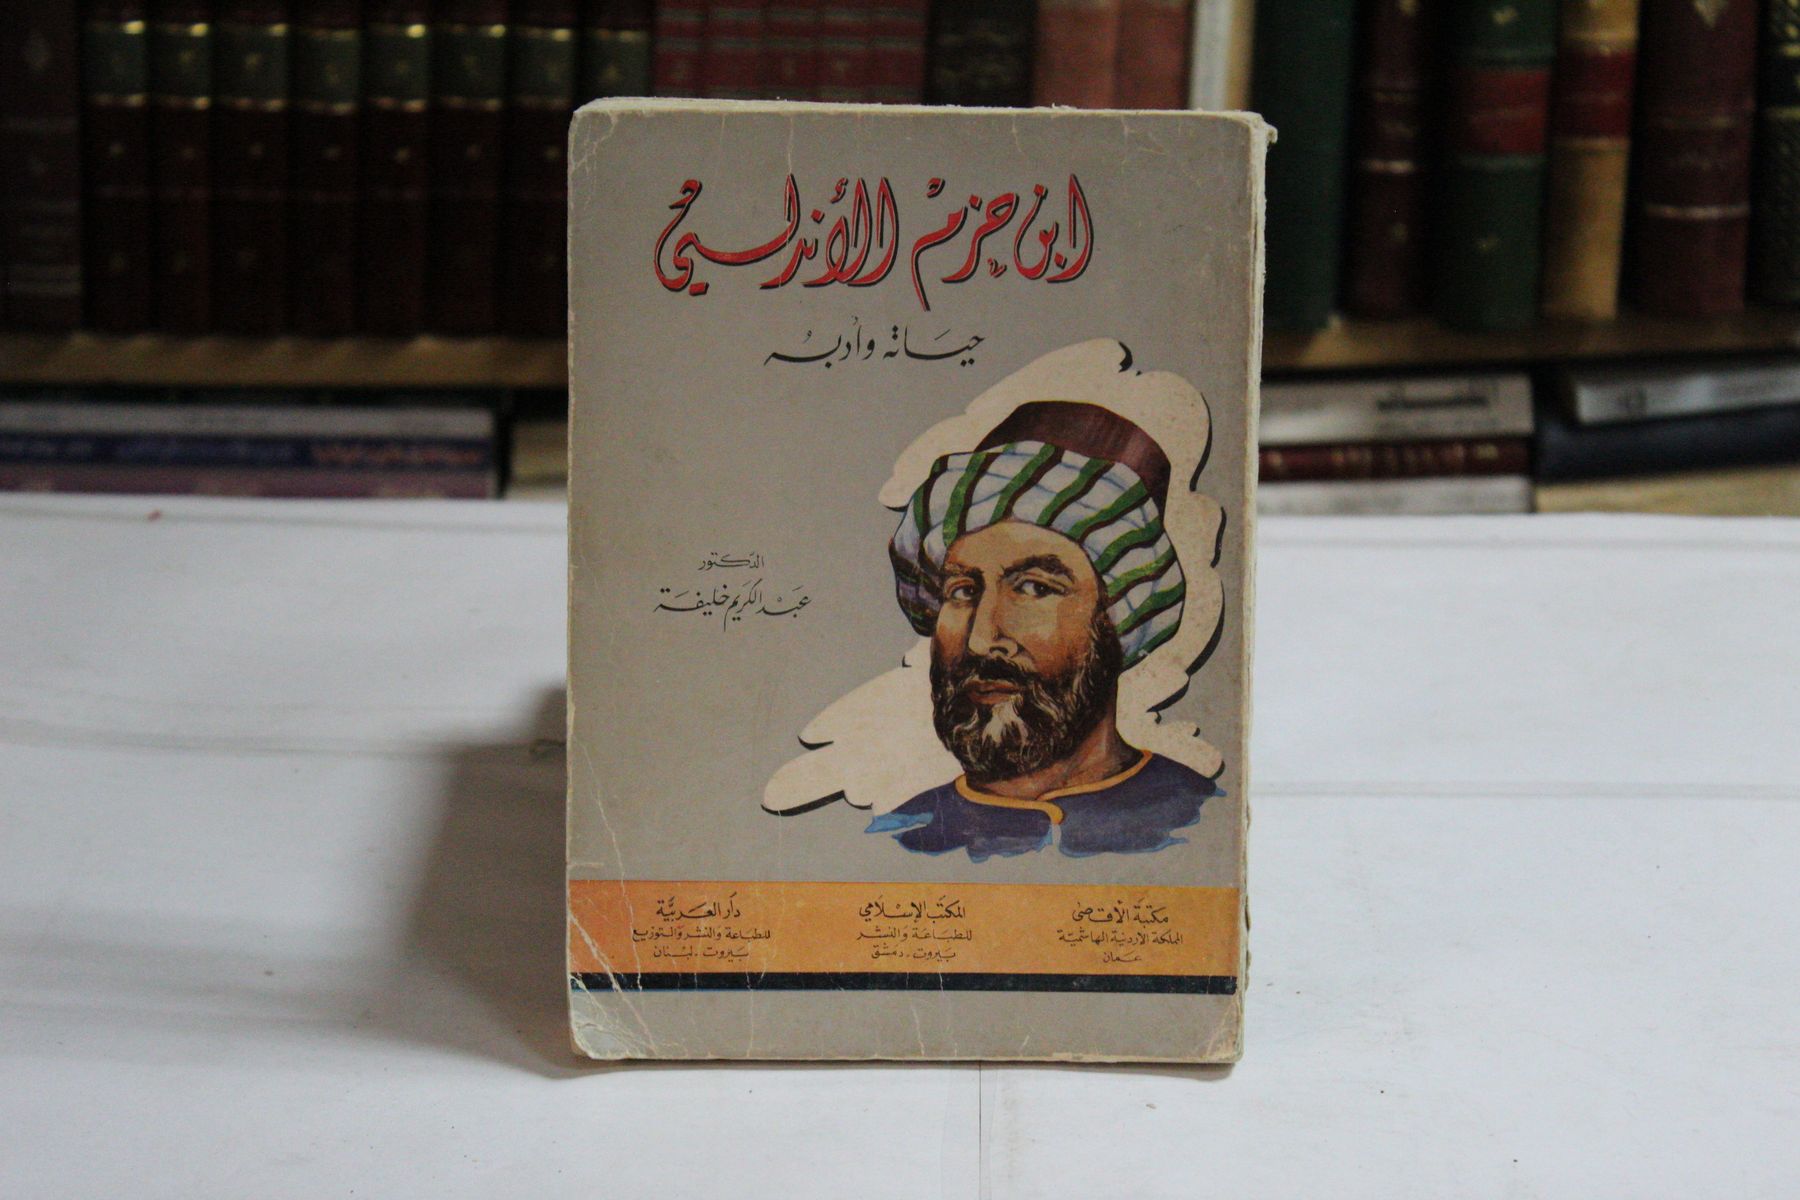 ابن حزم الأندلسي
حياته وأدبه
الدكتور
عبد الكريم خليفة
مكتبة الأقصى
المملكة الأردنية الهاشمية
عمان
المكتب الإسلامي
للطباعة والنشر
بيروت - دمشق
دار العربية
للطباعة والنشر والتوزيع
بيروت - لبنان